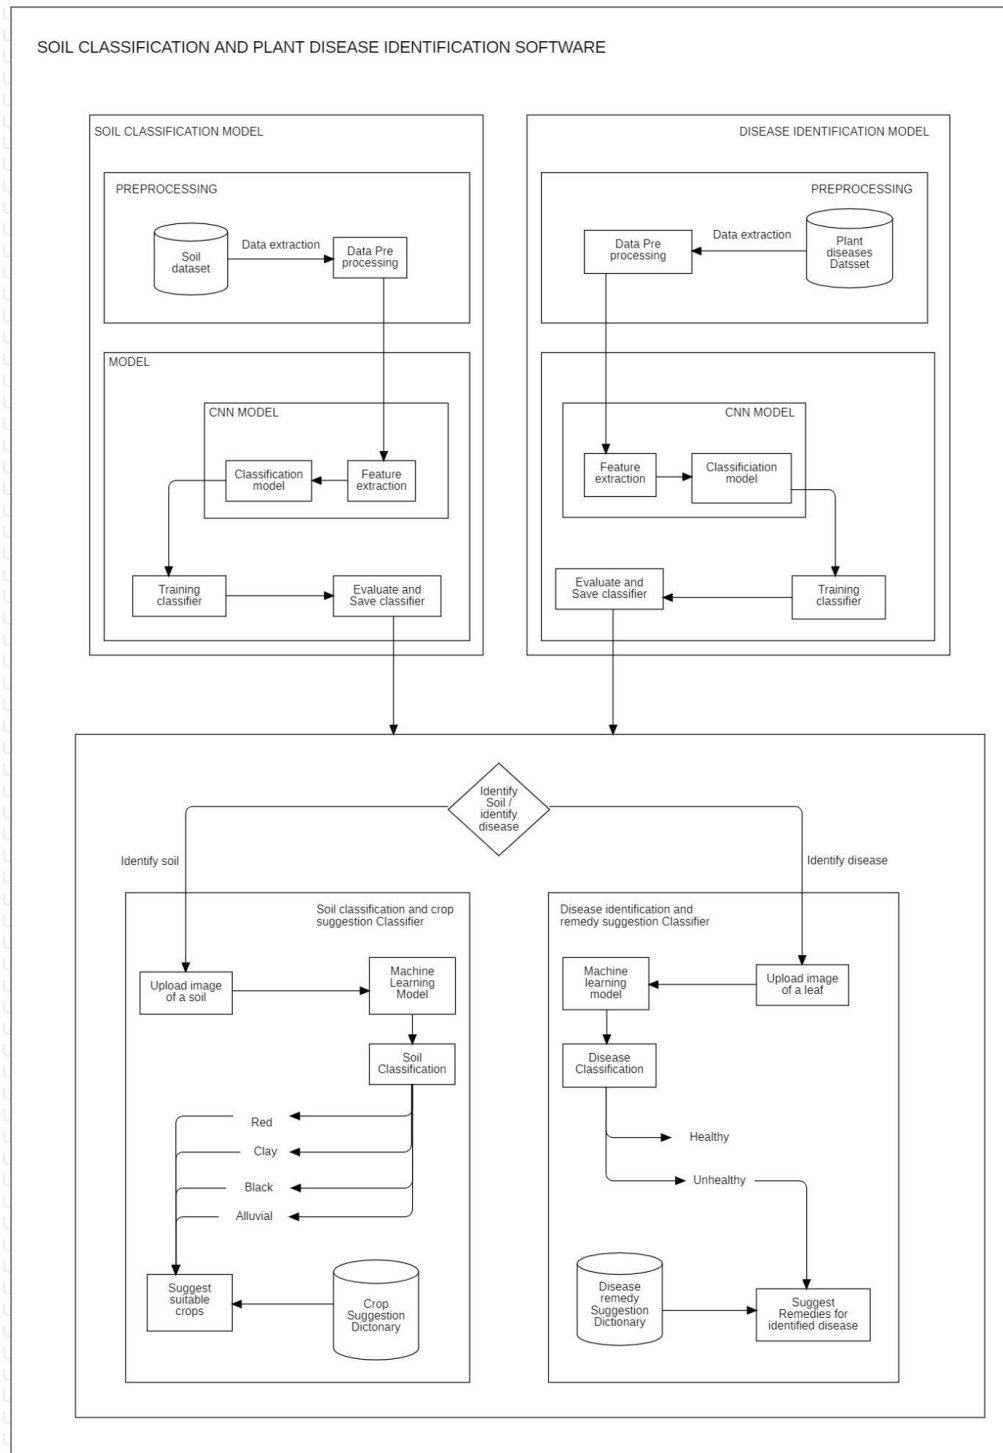 SOIL CLASSIFICATION AND PLANT DISEASE IDENTIFICATION SOFTWARE
SOIL CLASSIFICATION MODEL
PREPROCESSING
Soil
dataset
Data extraction
Data Pre
processing
MODEL
CNN MODEL
Classification
model
Feature
extraction
Training
classifier
Evaluate and
Save classifier
DISEASE IDENTIFICATION MODEL
PREPROCESSING
Data Pre
processing
Data extraction
Plant
diseases
Datsset
CNN MODEL
Feature
extraction
Classificiation
model
Evaluate and
Save classifier
Training
classifier
Identify
Soil /
identify
disease
Identify soil
Identify disease
Soil classification and crop
suggestion Classifier
Upload image
of a soil
Machine
Learning
Model
Soil
Classification
Red
Clay
Black
Alluvial
Suggest
suitable
crops
Crop
Suggestion
Dictonary
Disease identification and
remedy suggestion Classifier
Machine
learning
model
Upload image
of a leaf
Disease
Classification
Healthy
Unhealthy
Disease
remedy
Suggestion
Dictionary
Suggest
Remedies for
identified disease